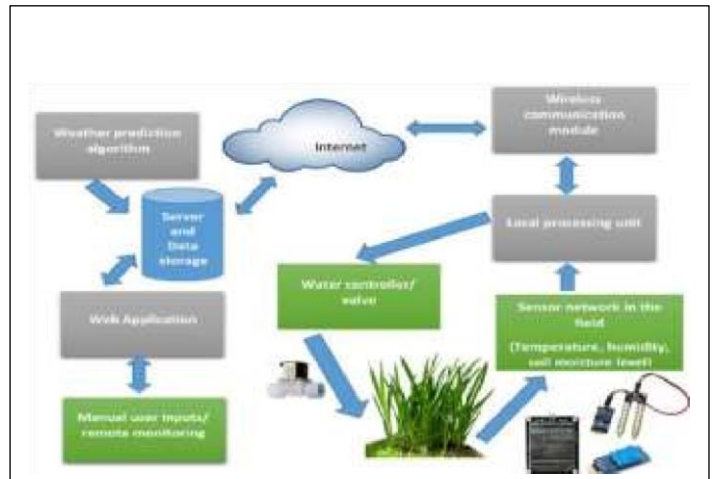 Weather prediction
algorithm
Internet
Wireless
communication
module
Server
and
Data
storage
Local processing unit
Water controller/
valve
Web Application
Sensor network in the
field
(Temperature, humidity,
soil moisture level)
Manual user inputs/
remote monitoring